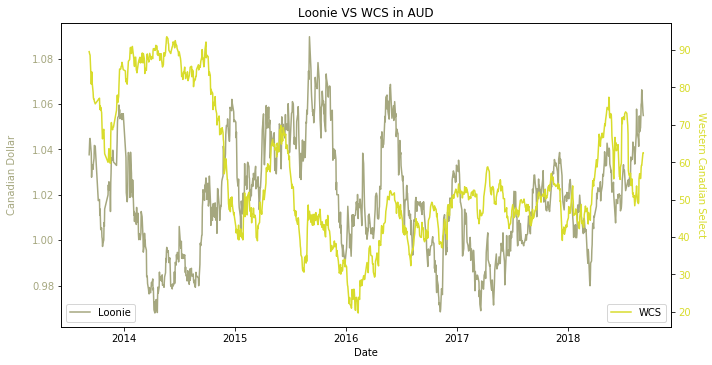 Loonie VS WCS in AUD
Canadian Dollar
1.08
1.06
1.04
1.02
1.00
0.98
90
80
70
60
50
40
30
20
Western Canadian Select
Loonie
WCS
2014 2015 2016 2017 2018
Date